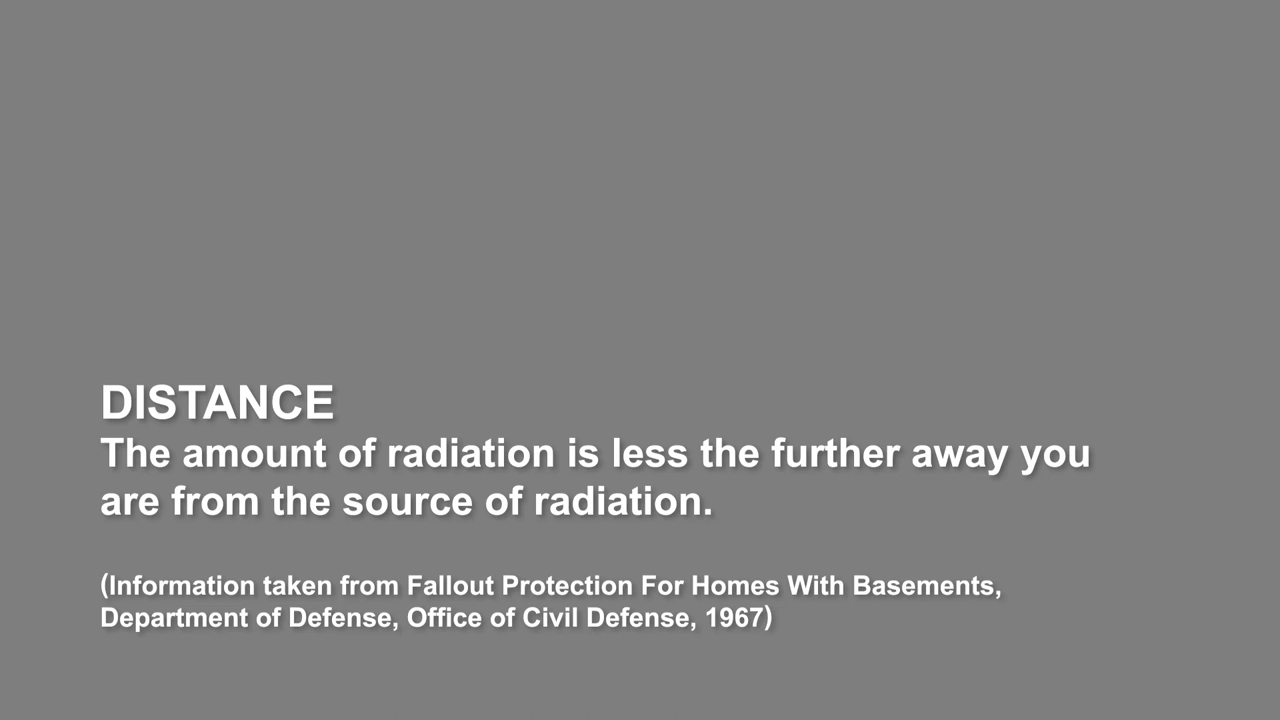 DISTANCE
The amount of radiation is less the further away you
are from the source of radiation.
(Information taken from Fallout Protection For Homes With Basements,
Department of Defense, Office of Civil Defense, 1967)